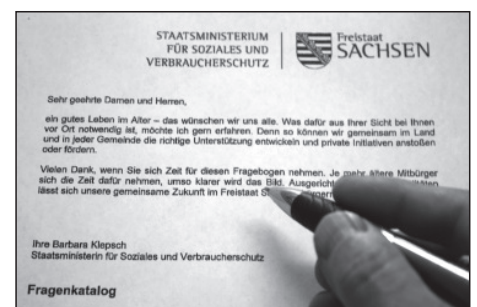 STAATSMINISTERIUM
FÜR SOZIALES UND
VERBRAUCHERSCHUTZ
Freistaat
SACHSEN
Sehr geehrte Damen und Herren,
ein gutes Leben im Alter – das wünschen wir uns alle. Was dafür aus Ihrer Sicht bei Ihnen
vor Ort notwendig ist, möchte ich gern erfahren. Denn so können wir gemeinsam im Land
und in jeder Gemeinde die richtige Unterstützung entwickeln und private Initiativen anstoßen
oder fördern.
Vielen Dank, wenn Sie sich Zeit für diesen Fragebogen nehmen. Je mehr ältere Mitbürger
sich die Zeit dafür nehmen, umso klarer wird das Bild. Ausgericht
lässt sich unsere gemeinsame Zukunft im Freistaat
Ihre Barbara Klepsch
Staatsministerin für Soziales und Verbraucherschutz
Fragenkatalog